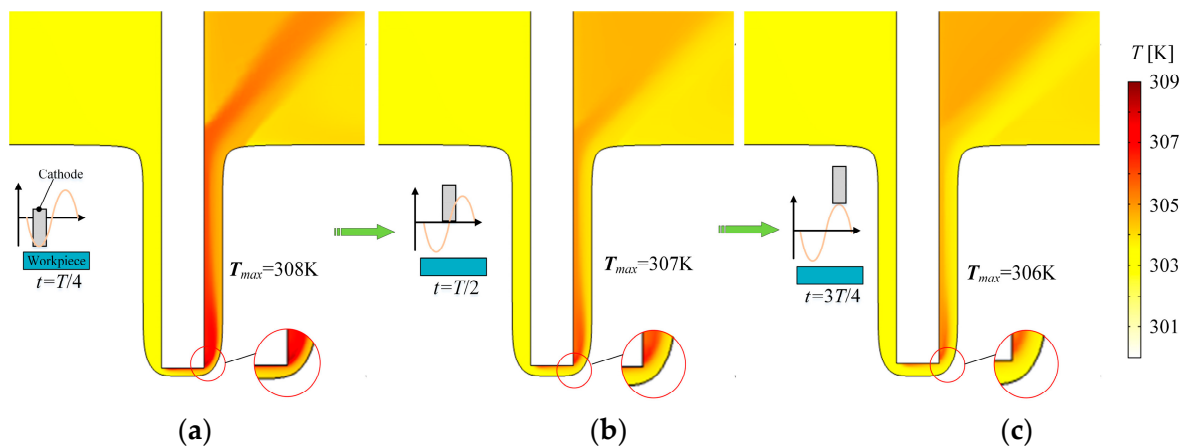 T [K]
309
307
305
303
301
Cathode
Workpiece
t=T/4
Tmax=308K
t=T/2
Tmax=307K
t=3T/4
Tmax=306K
(a)
(b)
(c)